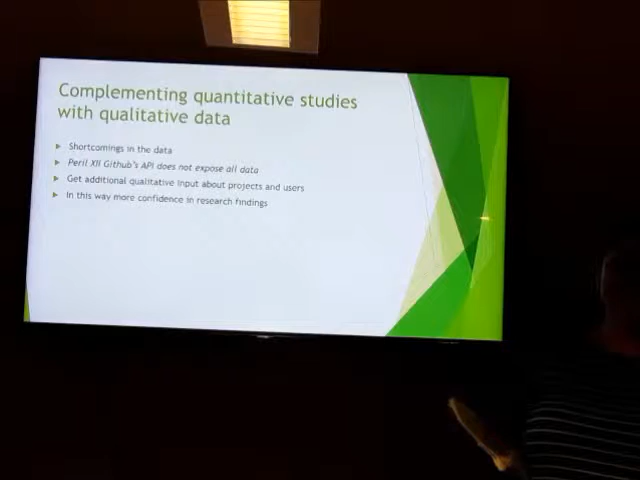 Complementing quantitative studies
with qualitative data
Shortcomings in the data
Peril XII Github's API does not expose all data
Get additional qualitative input about projects and users
In this way more confidence in research findings